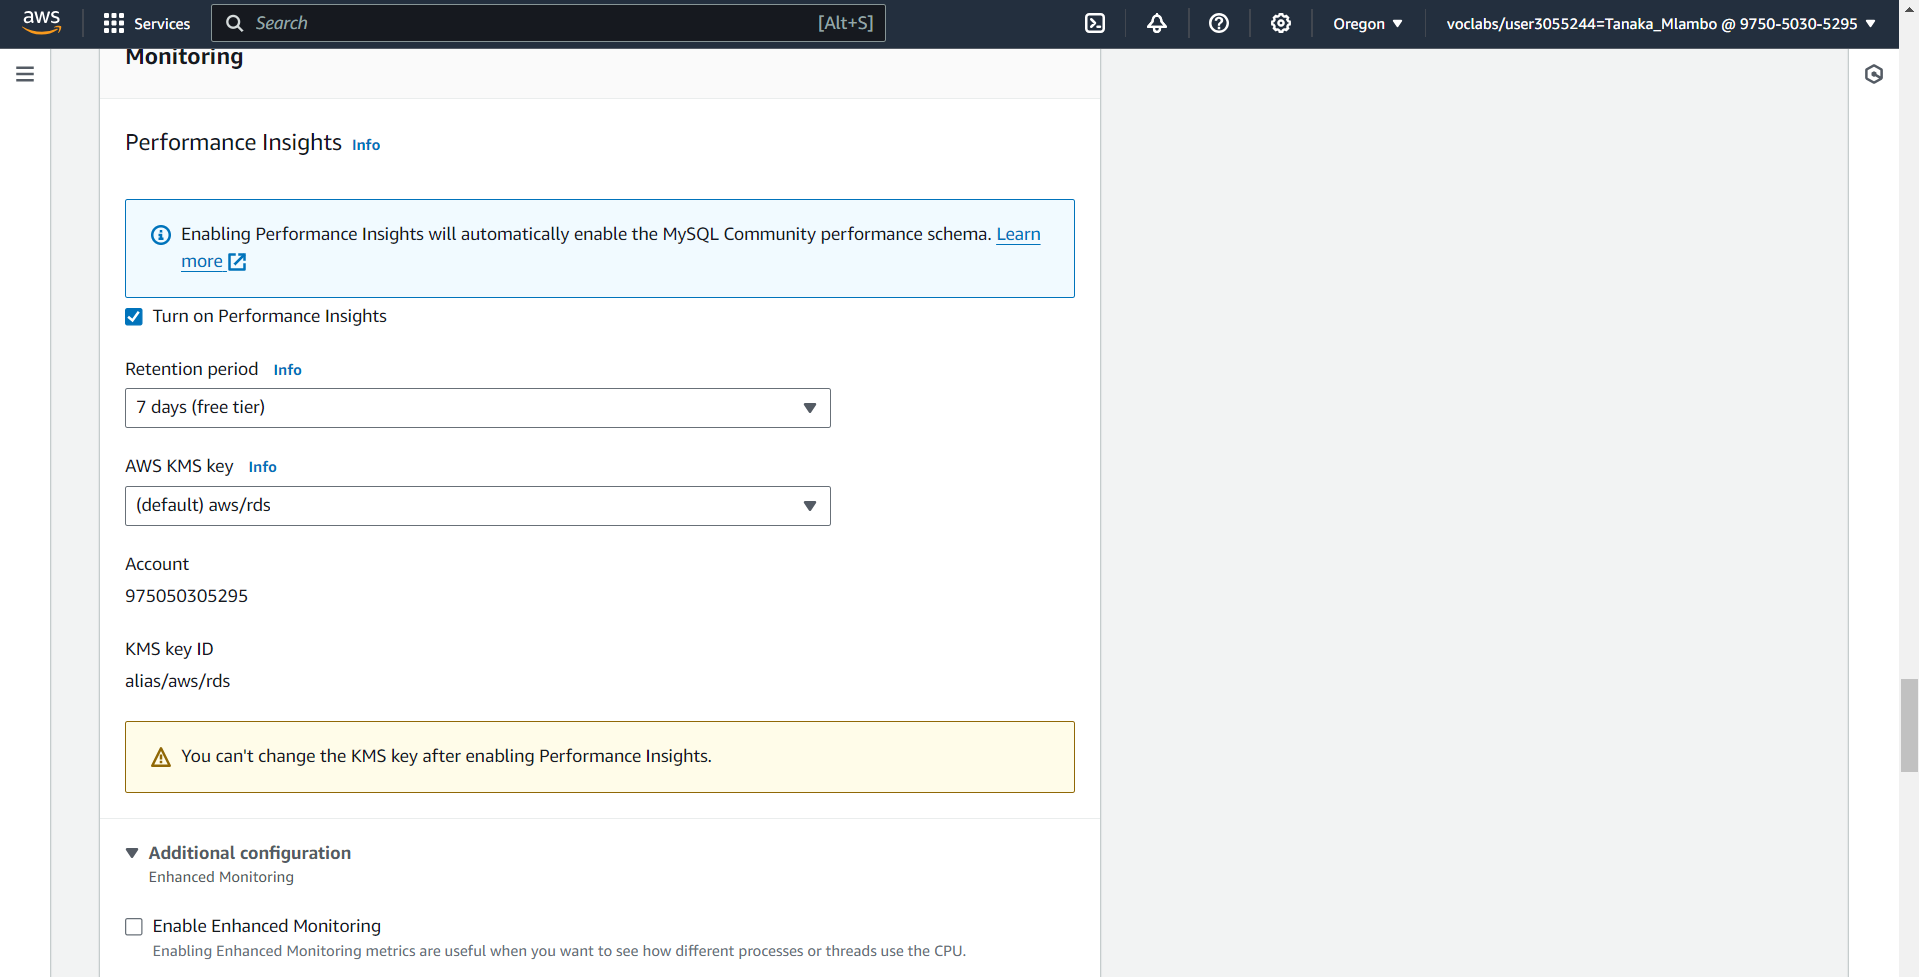 aws
Services
Search
[Alt+S]
Oregon
voclabs/user3055244=Tanaka_Mlambo @ 9750-5030-5295
Monitoring
Performance Insights Info
Enabling Performance Insights will automatically enable the MySQL Community performance schema. Learn
more
Turn on Performance Insights
Retention period Info
7 days (free tier)
AWS KMS key Info
(default) aws/rds
Account
975050305295
KMS key ID
alias/aws/rds
You can't change the KMS key after enabling Performance Insights.
Additional configuration
Enhanced Monitoring
Enable Enhanced Monitoring
Enabling Enhanced Monitoring metrics are useful when you want to see how different processes or threads use the CPU.